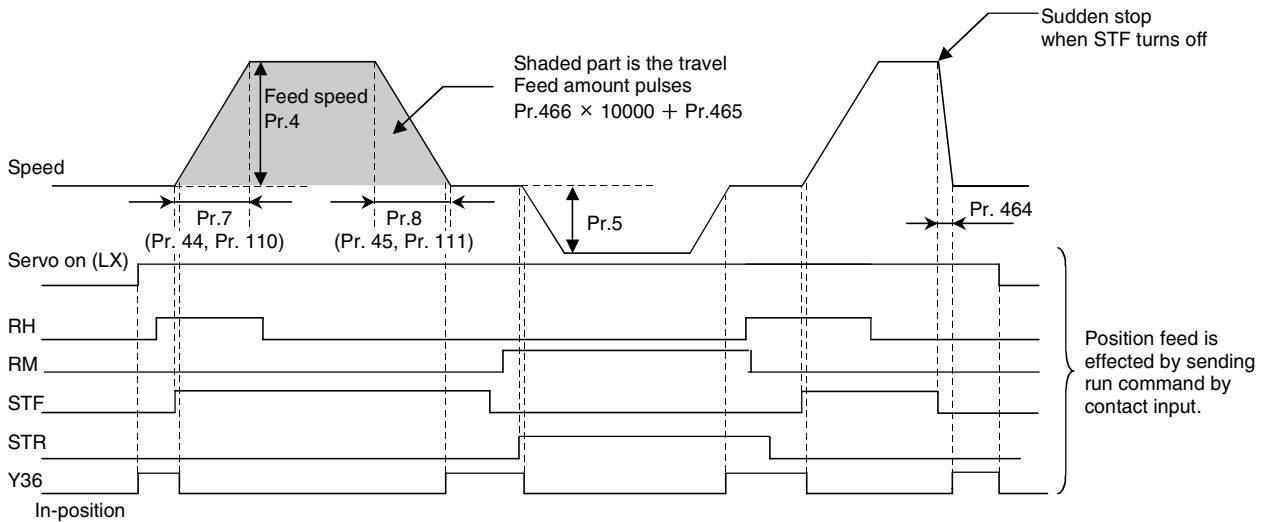 Sudden stop
when STF turns off
Shaded part is the travel
Feed amount pulses
Pr.466 × 10000 + Pr.465
Feed speed
Pr.4
Speed
Pr.7
(Pr. 44, Pr. 110)
Pr.8
(Pr. 45, Pr. 111)
Pr.5
Pr. 464
Servo on (LX)
RH
RM
STF
STR
Y36
In-position
Position feed is
effected by sending
run command by
contact input.